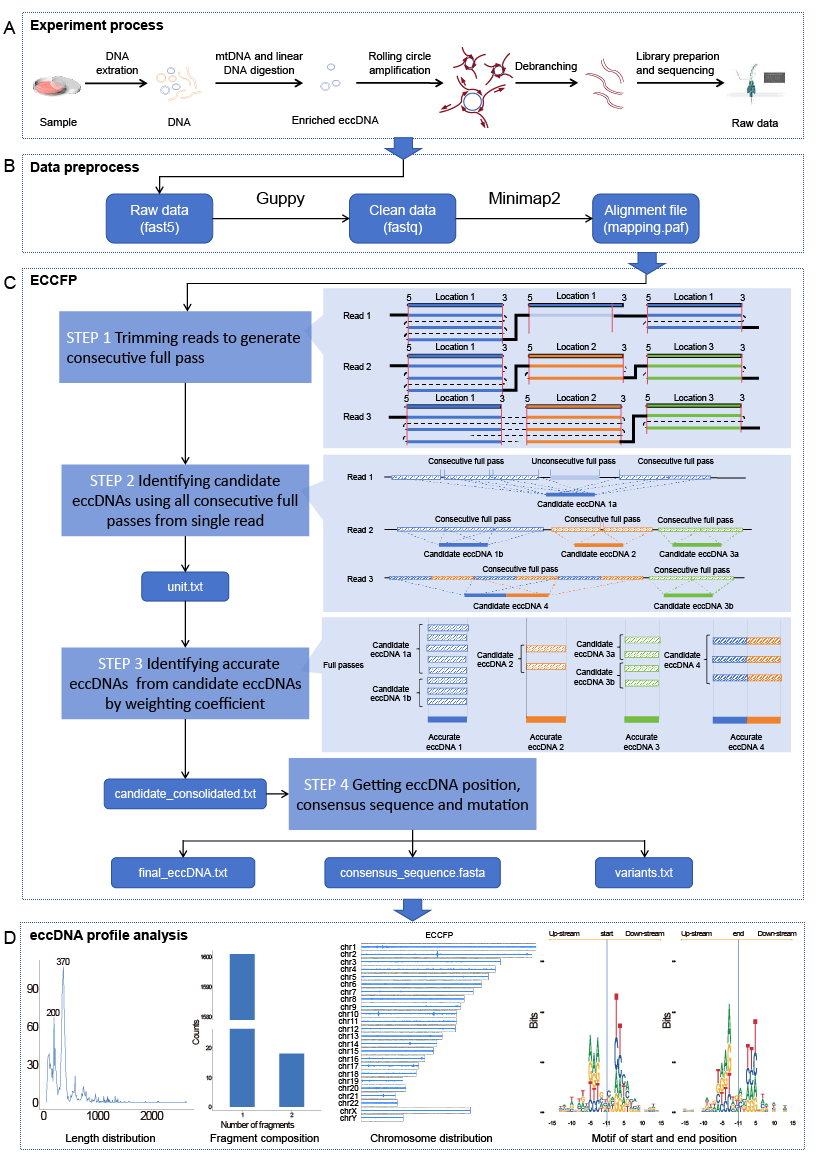 A
Experiment process
DNA
extration
mtDNA and linear
DNA digestion
Rolling circle
amplification
Debranching
Library preparion
and sequencing
Sample
DNA
Enriched eccDNA
Raw data
B
Data preprocess
Raw data
(fast5)
Guppy
Clean data
(fastq)
Minimap2
Alignment file
(mapping.paf)
C
ECCFP
STEP 1 Trimming reads to generate
consecutive full pass
5 Location 1 3 5 Location 1 3 5 Location 1 3
Read 1
5 Location 1 3 5 Location 2 3 5 Location 3 3
Read 2
5 Location 1 3 5 Location 2 3 5 Location 3 3
Read 3
STEP 2 Identifying candidate
eccDNAs using all consecutive full
passes from single read
Consecutive full pass Unconsecutive full pass Consecutive full pass
Read 1
Candidate eccDNA 1a
Consecutive full pass Consecutive full pass Consecutive full pass
Read 2
Candidate eccDNA 1b Candidate eccDNA 2 Candidate eccDNA 3a
Consecutive full pass Consecutive full pass
Read 3
Candidate eccDNA 4 Candidate eccDNA 3b
unit.txt
STEP 3 Identifying accurate
eccDNAs from candidate eccDNAs
by weighting coefficient
Full passes
Candidate
eccDNA 1a
Candidate
eccDNA 1b
Candidate
eccDNA 2
Candidate
eccDNA 3a
Candidate
eccDNA 3b
Candidate
eccDNA 4
Accurate
eccDNA 1
Accurate
eccDNA 2
Accurate
eccDNA 3
Accurate
eccDNA 4
candidate_consolidated.txt
STEP 4 Getting eccDNA position,
consensus sequence and mutation
final_eccDNA.txt
consensus_sequence.fasta
variants.txt
D
eccDNA profile analysis
370
200
90
60
30
0
0 1000 2000
Length distribution
1600
1590
1580
20
10
0
Counts
1 2
Number of fragments
Fragment composition
ECCFP
chr1
chr2
chr3
chr4
chr5
chr6
chr7
chr8
chr9
chr10
chr11
chr12
chr13
chr14
chr15
chr16
chr17
chr18
chr19
chr20
chr21
chr22
chrX
chrY
Chromosome distribution
Up-stream start Down-stream
Bits
-15 -10 -5 -1 1 5 10 15
Up-stream end Down-stream
Bits
-15 -10 -5 -1 1 5 10 15
Motif of start and end position